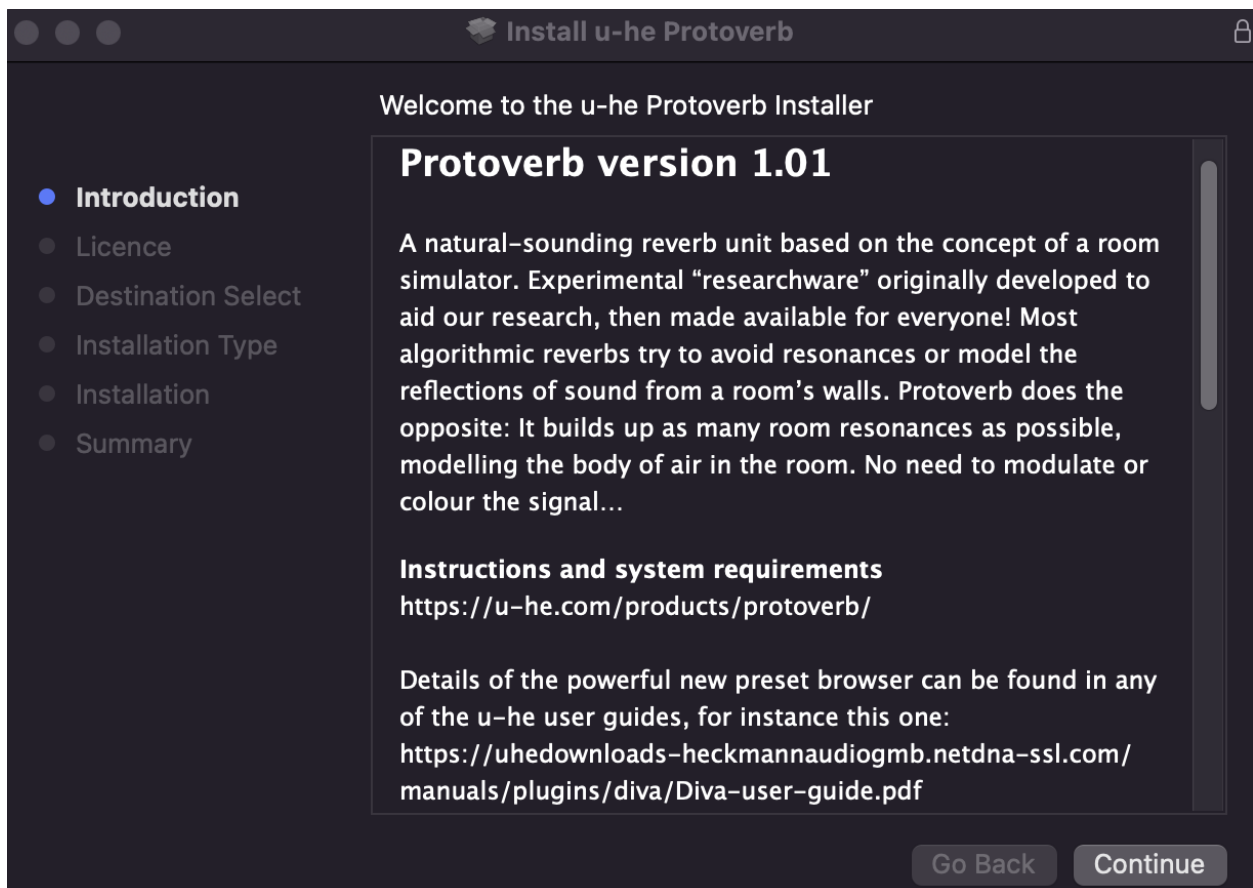 Install u-he Protoverb
Welcome to the u-he Protoverb Installer
Introduction
Licence
Destination Select
Installation Type
Installation
Summary
Protoverb version 1.01
A natural-sounding reverb unit based on the concept of a room
simulator. Experimental “researchware” originally developed to
aid our research, then made available for everyone! Most
algorithmic reverbs try to avoid resonances or model the
reflections of sound from a room’s walls. Protoverb does the
opposite: It builds up as many room resonances as possible,
modelling the body of air in the room. No need to modulate or
colour the signal…
Instructions and system requirements
https://u-he.com/products/protoverb/
Details of the powerful new preset browser can be found in any
of the u-he user guides, for instance this one:
https://uhedownloads-heckmannaudiogmb.netdna-ssl.com/
manuals/plugins/diva/Diva-user-guide.pdf
Go Back
Continue